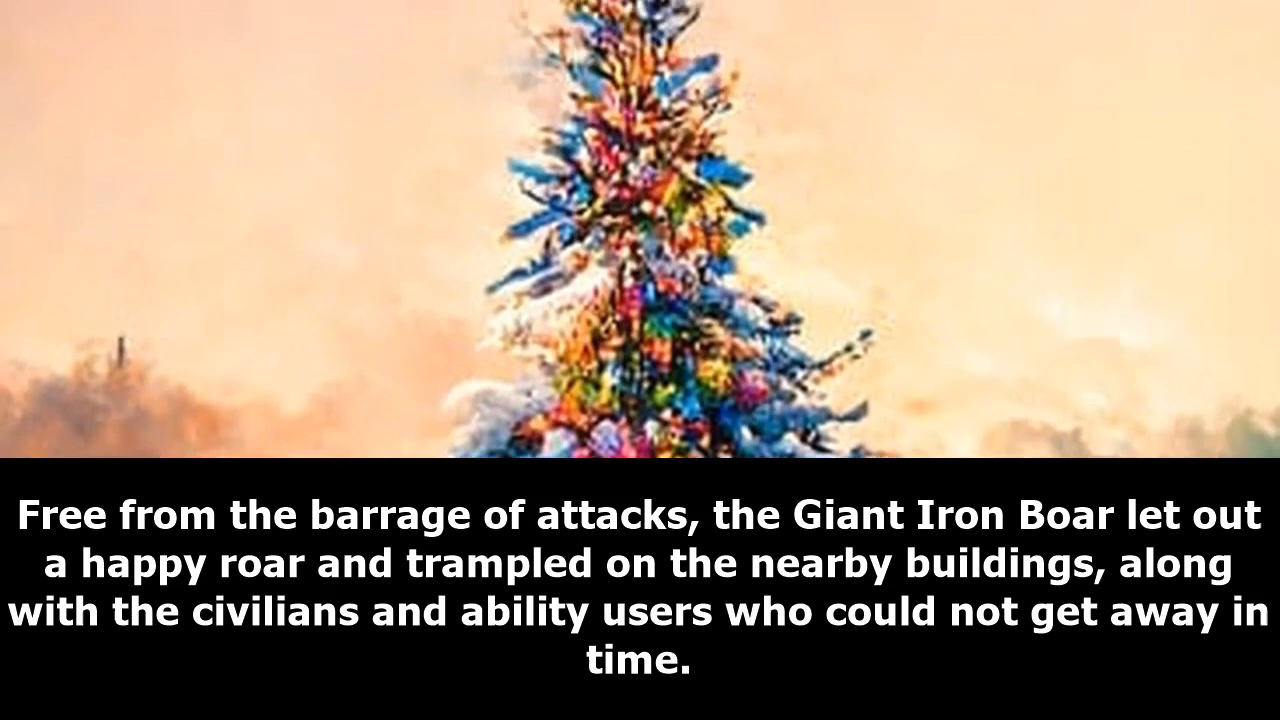 Free from the barrage of attacks, the Giant Iron Boar let out
a happy roar and trampled on the nearby buildings, along
with the civilians and ability users who could not get away in
time.